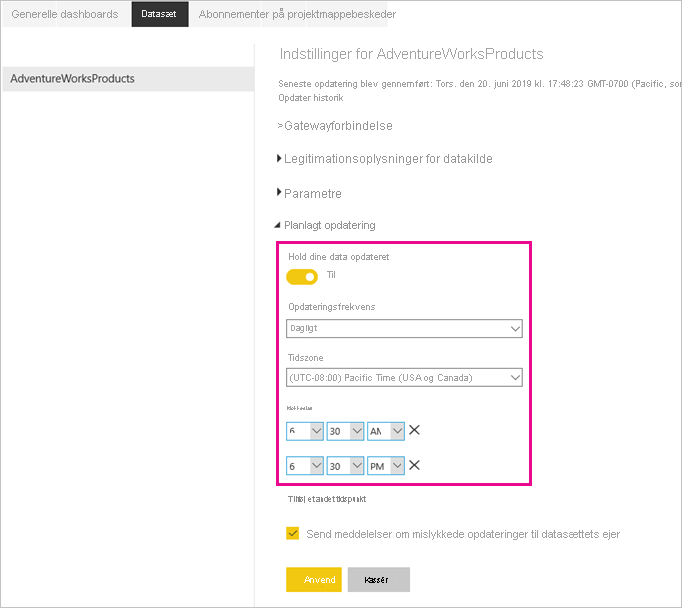 Generelle dashboards Datasæt Abonnementer på projektmappebeskeder
AdventureWorksProducts
Indstillinger for AdventureWorksProducts
Seneste opdatering blev gennemført: Tors. den 20. juni 2019 kl. 17:48:23 GMT-0700 (Pacific, so
Opdater historik
>Gatewayforbindelse
Legitimationsoplysninger for datakilde
Parametre
Planlagt opdatering
Hold dine data opdateret
Til
Opdateringsfrekvens
Dagligt
Tidszone
(UTC-08:00) Pacific Time (USA og Canada)
6 30 AM
6 30 PM
Tilføj et andet tidspunkt
Send meddelelser om mislykkede opdateringer til datasættets ejer
Anvend Kassér